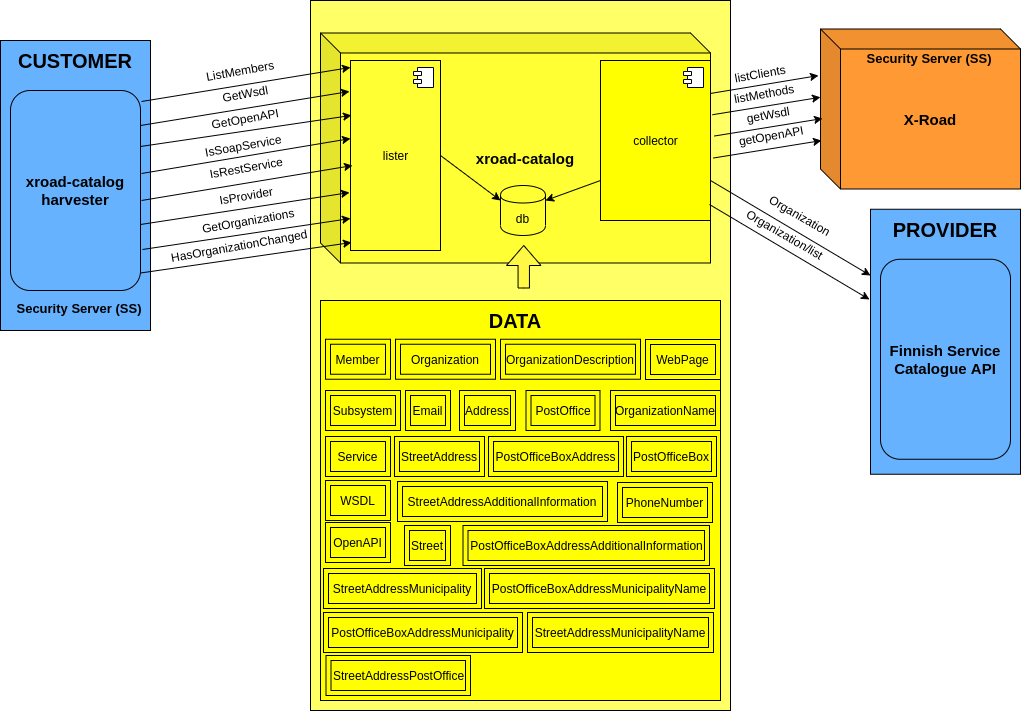 CUSTOMER
xroad-catalog
harvester
Security Server (SS)
ListMembers
GetWsdl
GetOpenAPI
IsSoapService
IsRestService
IsProvider
GetOrganizations
HasOrganizationChanged
lister
xroad-catalog
db
collector
listClients
listMethods
getWsdl
getOpenAPI
Organization
Organization/list
Security Server (SS)
X-Road
PROVIDER
Finnish Service
Catalogue API
DATA
Member
Organization
OrganizationDescription
WebPage
Subsystem
Email
Address
PostOffice
OrganizationName
Service
StreetAddress
PostOfficeBoxAddress
PostOfficeBox
WSDL
StreetAddressAdditionalInformation
PhoneNumber
OpenAPI
Street
PostOfficeBoxAddressAdditionalInformation
StreetAddressMunicipality
PostOfficeBoxAddressMunicipalityName
PostOfficeBoxAddressMunicipality
StreetAddressMunicipalityName
StreetAddressPostOffice